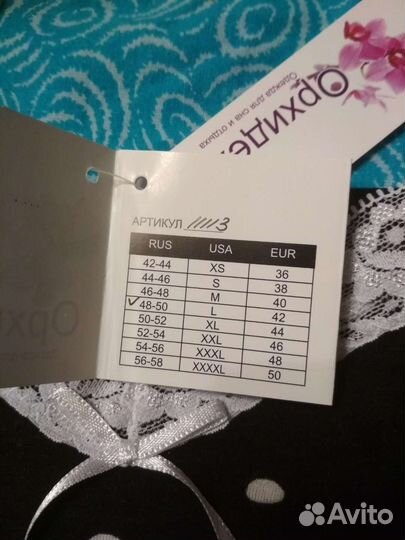 Орхидея
Одежда для сна и отдыха
АРТИКУЛ 11113
RUS USA EUR
42-44 XS 36
44-46 S 38
46-48 M 40
✓48-50 L 42
50-52 XL 44
52-54 XXL 46
54-56 XXXL 48
56-58 XXXXL 50
Avito